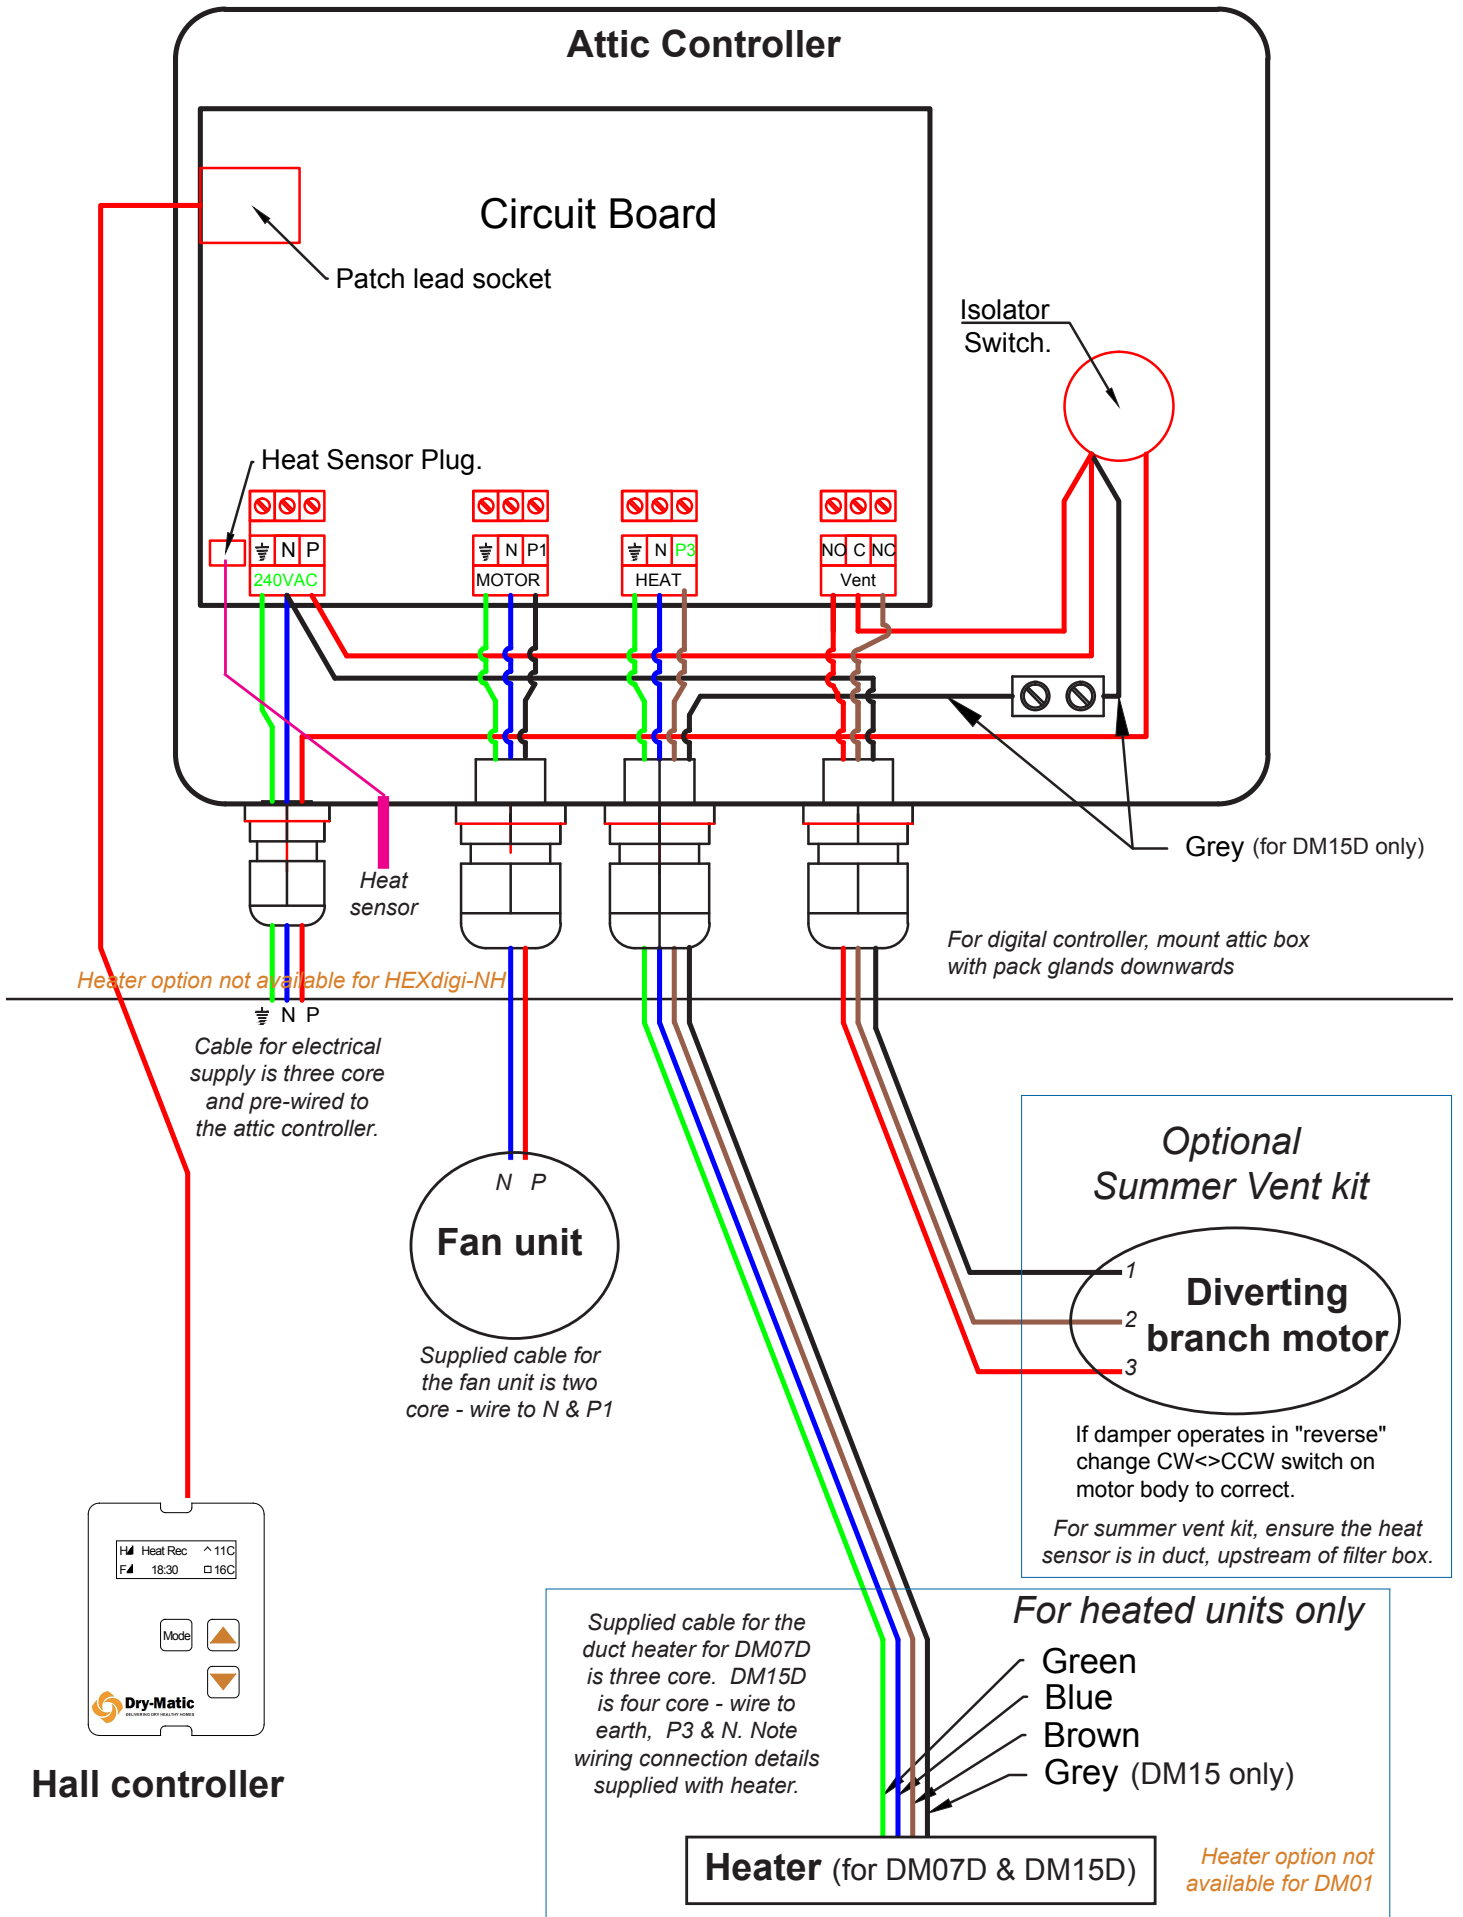 Attic Controller
Circuit Board
Patch lead socket
Isolator
Switch.
Heat Sensor Plug.
N P
240VAC
N P1
MOTOR
N P3
HEAT
NO C NC
Vent
Grey (for DM15D only)
Heat
sensor
For digital controller, mount attic box
with pack glands downwards
Heater option not available for HEXdigi-NH
N P
Cable for electrical
supply is three core
and pre-wired to
the attic controller.
N P
Fan unit
Supplied cable for
the fan unit is two
core - wire to N & P1
Optional
Summer Vent kit
1
2
3
Diverting
branch motor
If damper operates in "reverse"
change CW<>CCW switch on
motor body to correct.
For summer vent kit, ensure the heat
sensor is in duct, upstream of filter box.
H Heat Rec ^ 11C
F 18:30 16C
Mode
Dry-Matic
DELIVERING DRY HEALTHY HOMES
Hall controller
For heated units only
Supplied cable for the
duct heater for DM07D
is three core. DM15D
is four core - wire to
earth, P3 & N. Note
wiring connection details
supplied with heater.
Green
Blue
Brown
Grey (DM15 only)
Heater (for DM07D & DM15D)
Heater option not
available for DM01